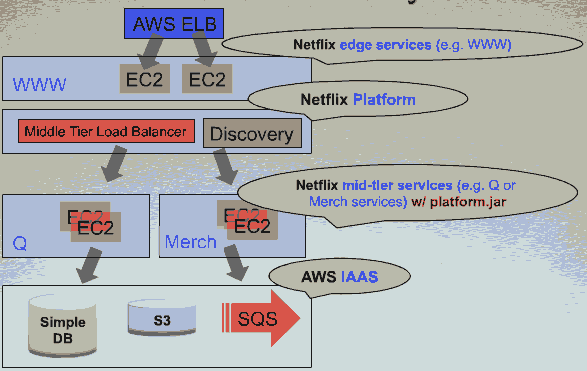 AWS ELB
Netflix edge services (e.g. WWW)
WWW
EC2
EC2
Netflix Platform
Middle Tier Load Balancer
Discovery
Netflix mid-tier services (e.g. Q or
Merch services) w/ platform.jar
Q
EC2
EC2
Merch
EC2
EC2
AWS IAAS
Simple
DB
S3
SQS